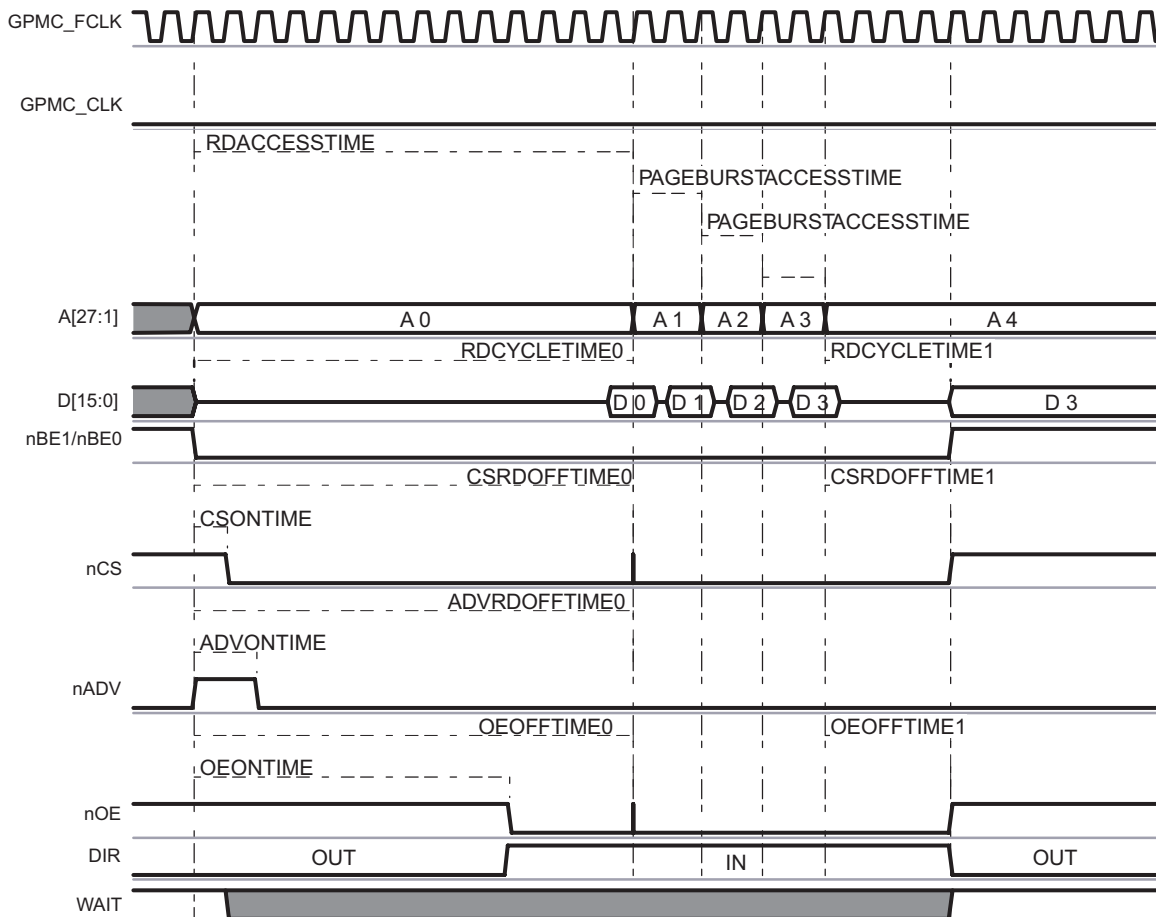 GPMC_FCLK
GPMC_CLK
RDACCESSTIME
PAGEBURSTACCESSTIME
PAGEBURSTACCESSTIME
A[27:1] A 0 A 1 A 2 A 3 A 4
RDCYCLETIME0 RDCYCLETIME1
D[15:0] D 0 D 1 D 2 D 3 D 3
nBE1/nBE0
CSRDOFFTIME0 CSRDOFFTIME1
CSONTIME
nCS
ADVRDOFFTIME0
ADVONTIME
nADV
OEOFFTIME0 OEOFFTIME1
OEONTIME
nOE
DIR OUT IN OUT
WAIT